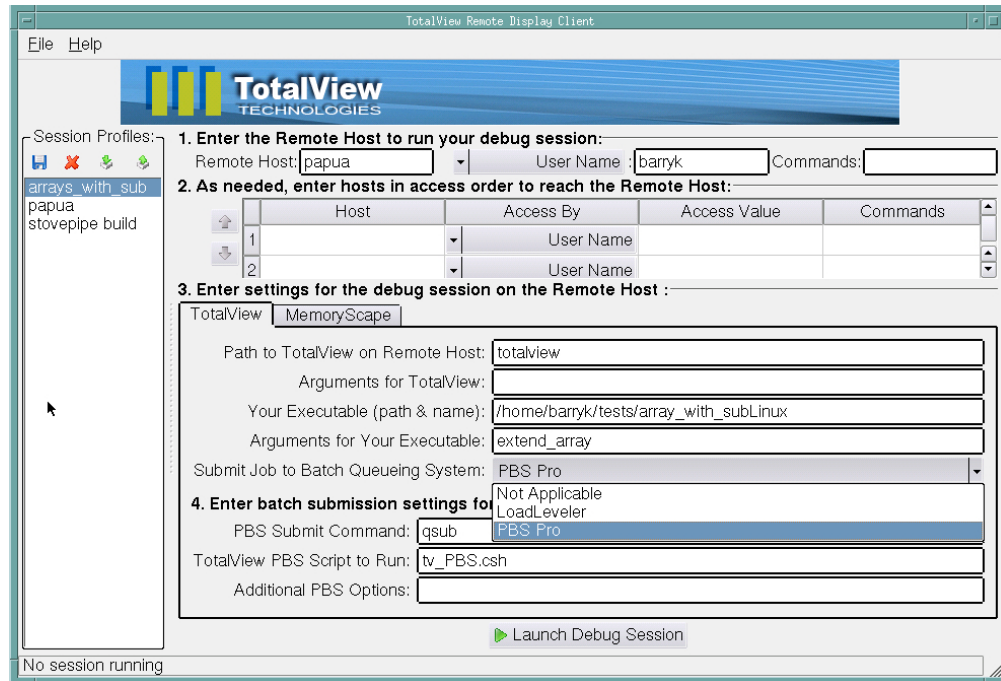 TotalView Remote Display Client
File Help
TotalView
TECHNOLOGIES
Session Profiles:
arrays_with_sub
papua
stovepipe build
1. Enter the Remote Host to run your debug session:
Remote Host: papua User Name : barryk Commands:
2. As needed, enter hosts in access order to reach the Remote Host:
Host Access By Access Value Commands
1 User Name
2 User Name
3. Enter settings for the debug session on the Remote Host :
TotalView MemoryScape
Path to TotalView on Remote Host: totalview
Arguments for TotalView:
Your Executable (path & name): /home/barryk/tests/array_with_subLinux
Arguments for Your Executable: extend_array
Submit Job to Batch Queueing System: PBS Pro
Not Applicable
LoadLeveler
PBS Pro
4. Enter batch submission settings fo
PBS Submit Command: qsub
TotalView PBS Script to Run: tv_PBS.csh
Additional PBS Options:
Launch Debug Session
No session running